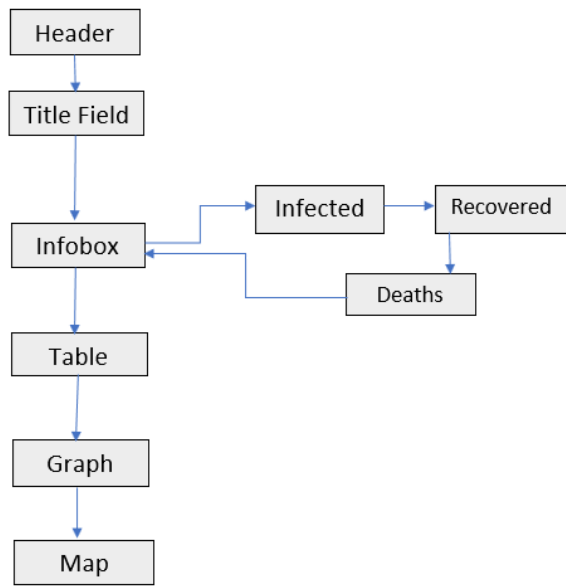 Header
Title Field
Infobox
Infected
Recovered
Deaths
Table
Graph
Map